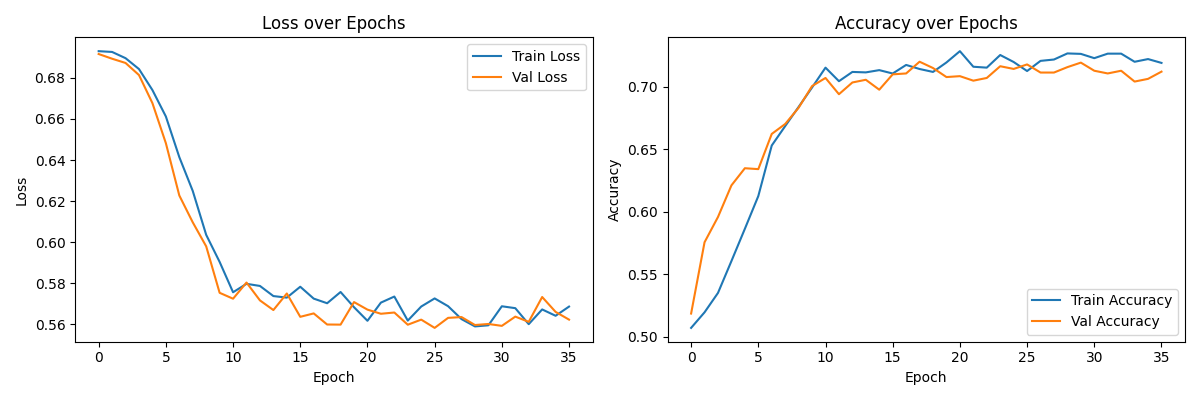 Loss over Epochs
Train Loss
Val Loss
Loss
0.68
0.66
0.64
0.62
0.60
0.58
0.56
0 5 10 15 20 25 30 35
Epoch
Accuracy over Epochs
Accuracy
0.70
0.65
0.60
0.55
0.50
Train Accuracy
Val Accuracy
0 5 10 15 20 25 30 35
Epoch